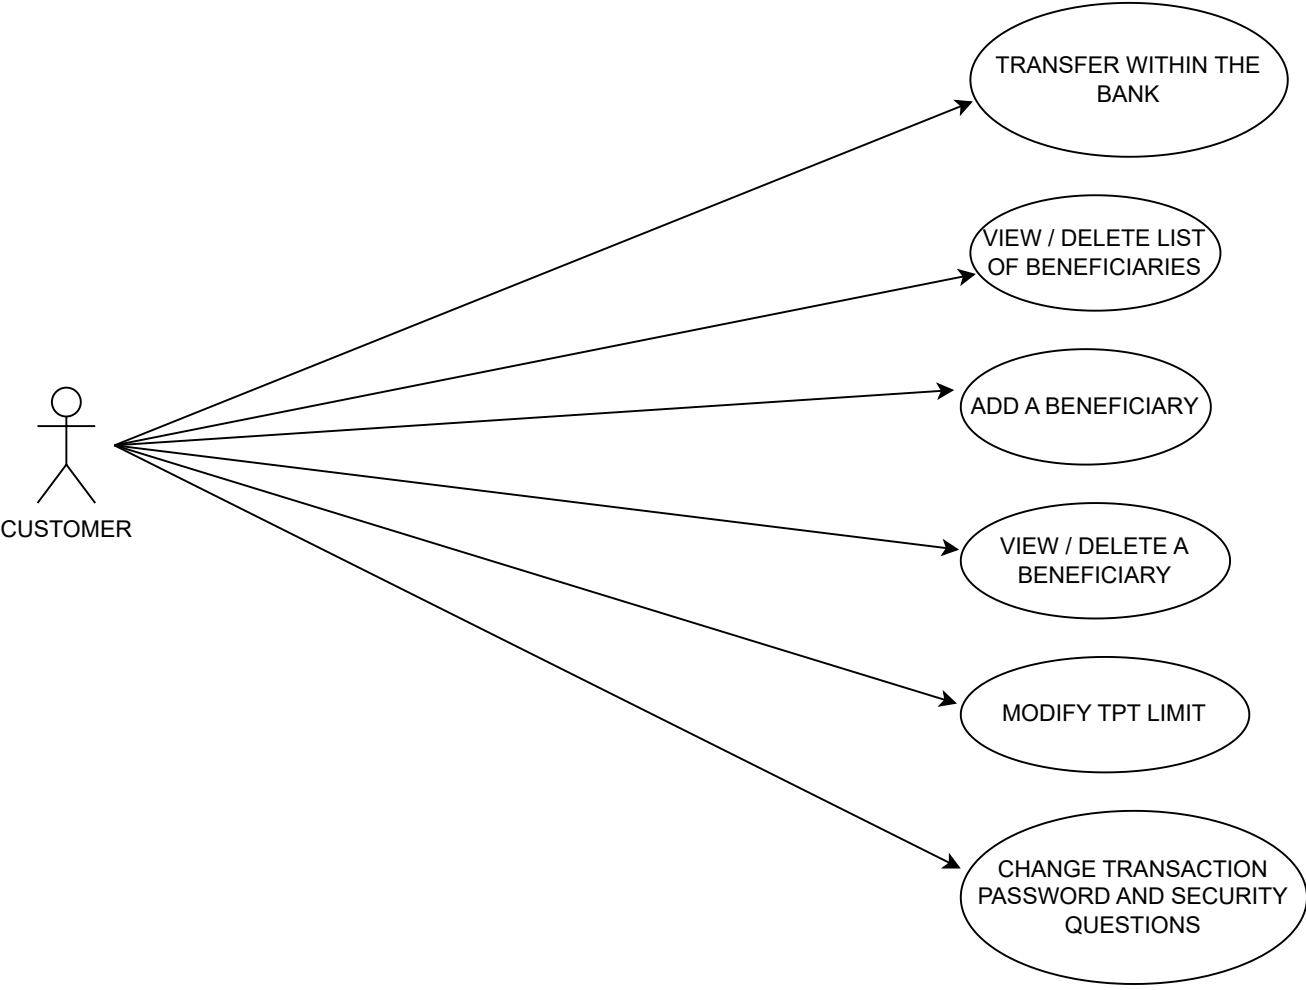 TRANSFER WITHIN THE
BANK
VIEW / DELETE LIST
OF BENEFICIARIES
ADD A BENEFICIARY
CUSTOMER
VIEW / DELETE A
BENEFICIARY
MODIFY TPT LIMIT
CHANGE TRANSACTION
PASSWORD AND SECURITY
QUESTIONS